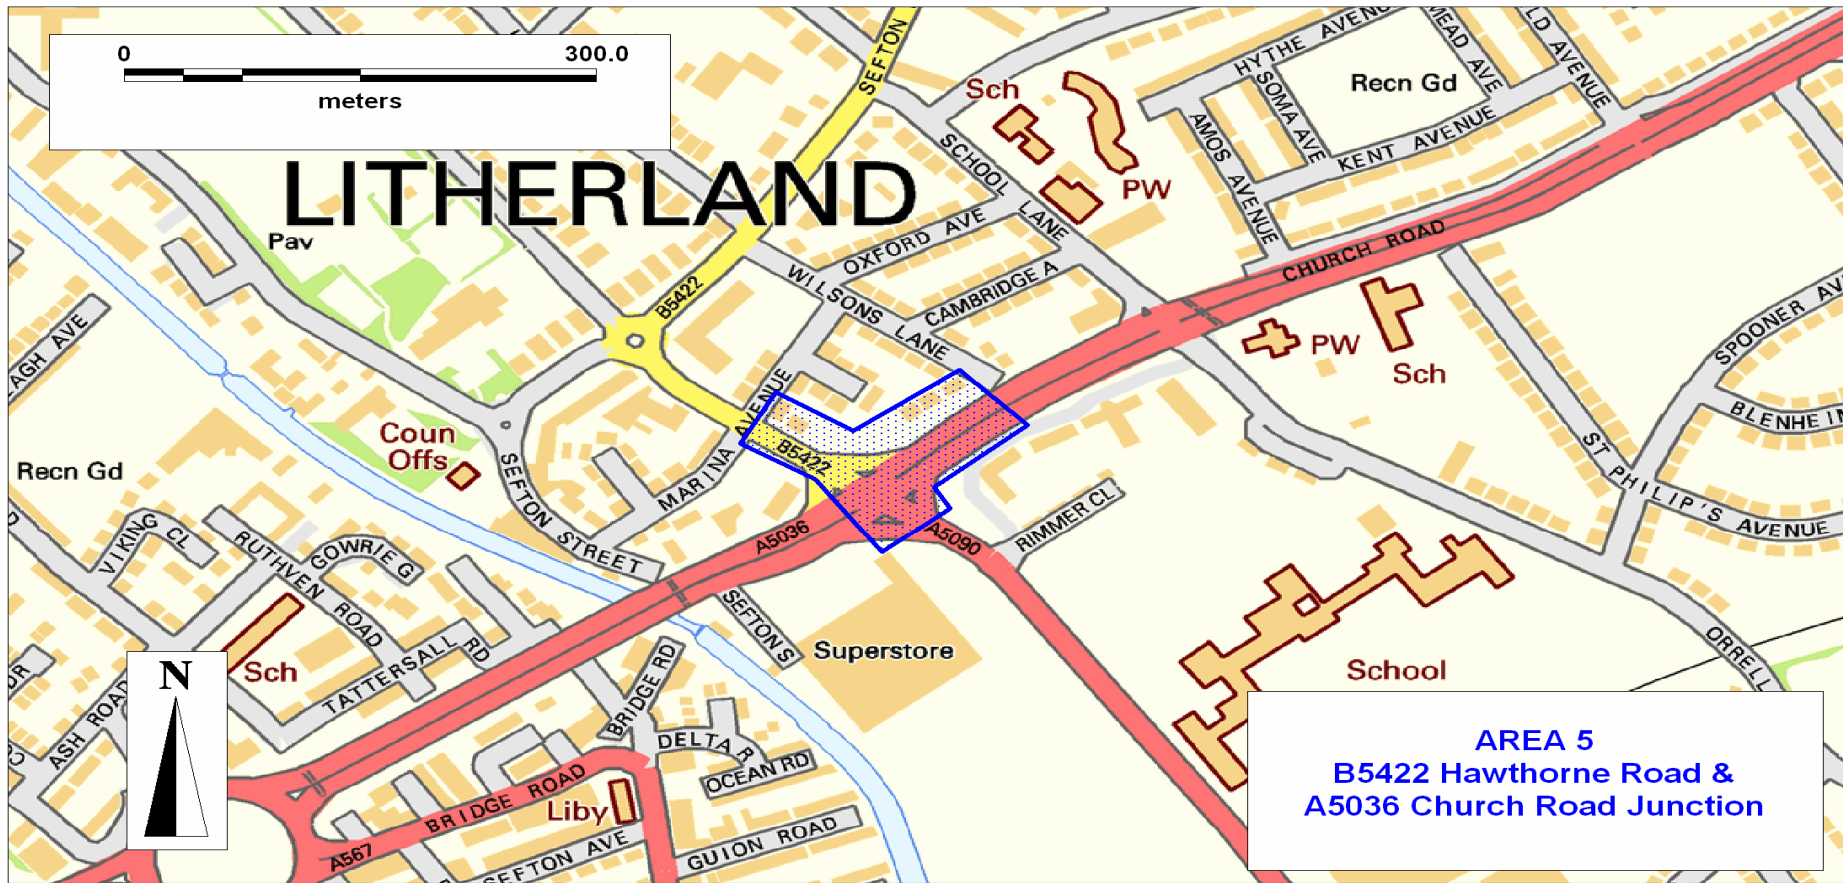 0 300.0
meters
LITHERLAND
SEFTON
Sch
PW
HYTHE AVENUE
SOMA AVE
MEAD AVE
LD AVENUE
Recn Gd
KENT AVENUE
AMOS AVENUE
SCHOOL LANE
OXFORD AVE
CAMBRIDGE A
WILSONS LANE
CHURCH ROAD
Pav
B5422
PW
Sch
SPOONER AV
BLENHEIN
ST PHILIP'S AVENUE
AGH AVE
Recn Gd
Coun
Offs
MARINA AVENUE
B5422
SEFTON STREET
A5036
A5090
RIMMER CL
VIKING CL
RUTHVEN ROAD
GOWRIE G
TATTERSALL RD
Sch
SEFTON S
Superstore
School
ORRELL
BRIDGE RD
DELTA R
OCEAN RD
ASH ROAD
DR
N
BRIDGE ROAD
Liby
A567
SEFTON AVE
GUION ROAD
AREA 5
B5422 Hawthorne Road &
A5036 Church Road Junction